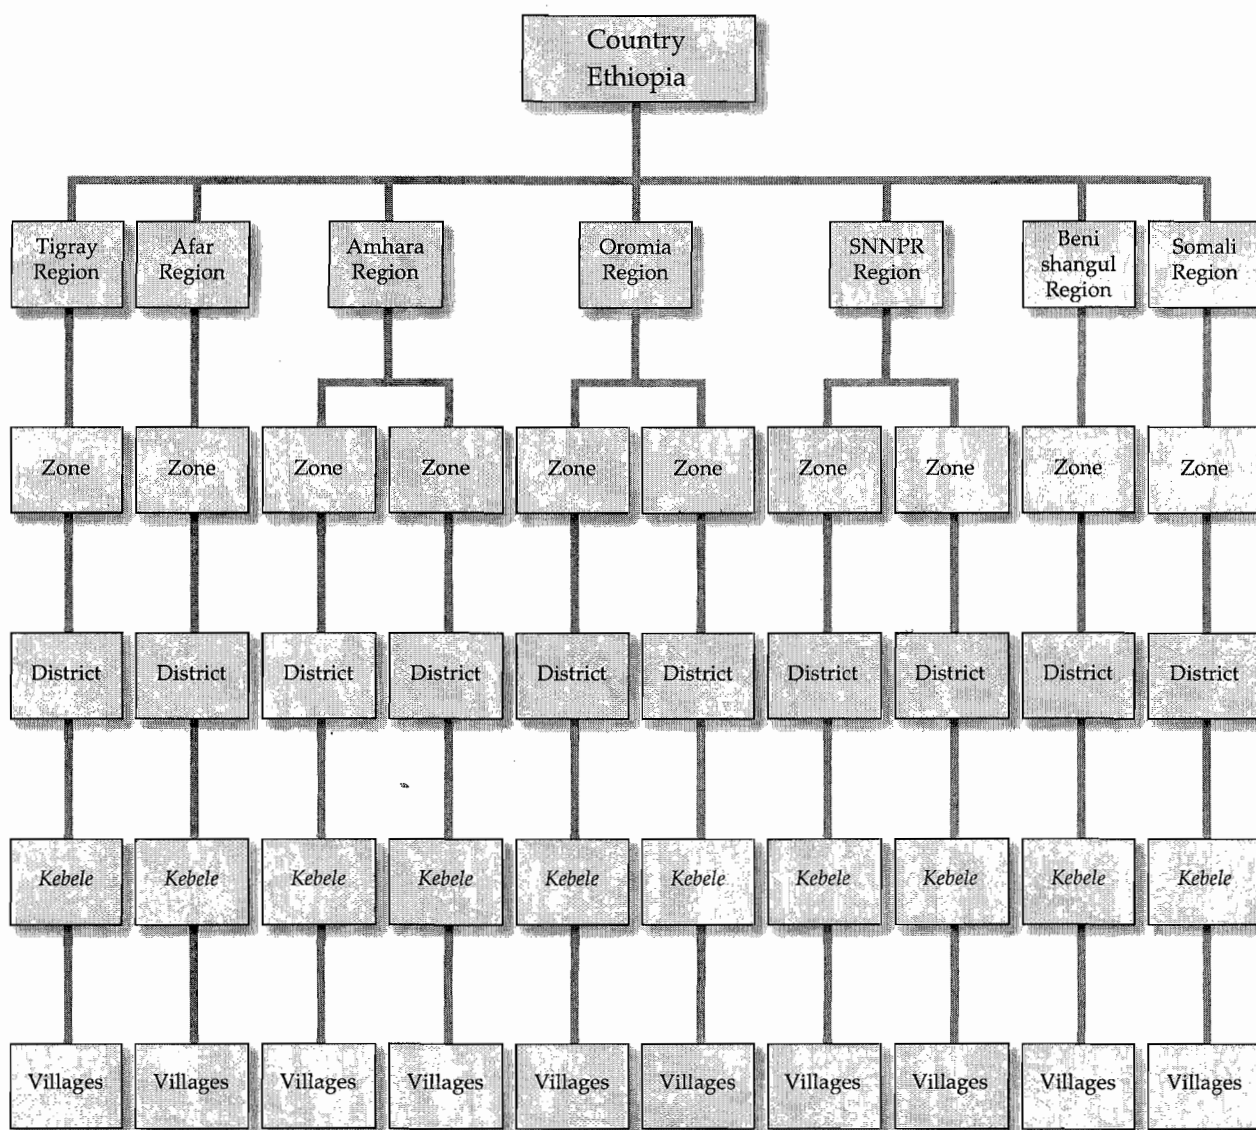 Country
Ethiopia
Tigray
Region
Afar
Region
Amhara
Region
Oromia
Region
SNNPR
Region
Beni
shangul
Region
Somali
Region
Zone
Zone
Zone
Zone
Zone
Zone
Zone
Zone
Zone
Zone
District
District
District
District
District
District
District
District
District
District
Kebele
Kebele
Kebele
Kebele
Kebele
Kebele
Kebele
Kebele
Kebele
Kebele
Villages
Villages
Villages
Villages
Villages
Villages
Villages
Villages
Villages
Villages